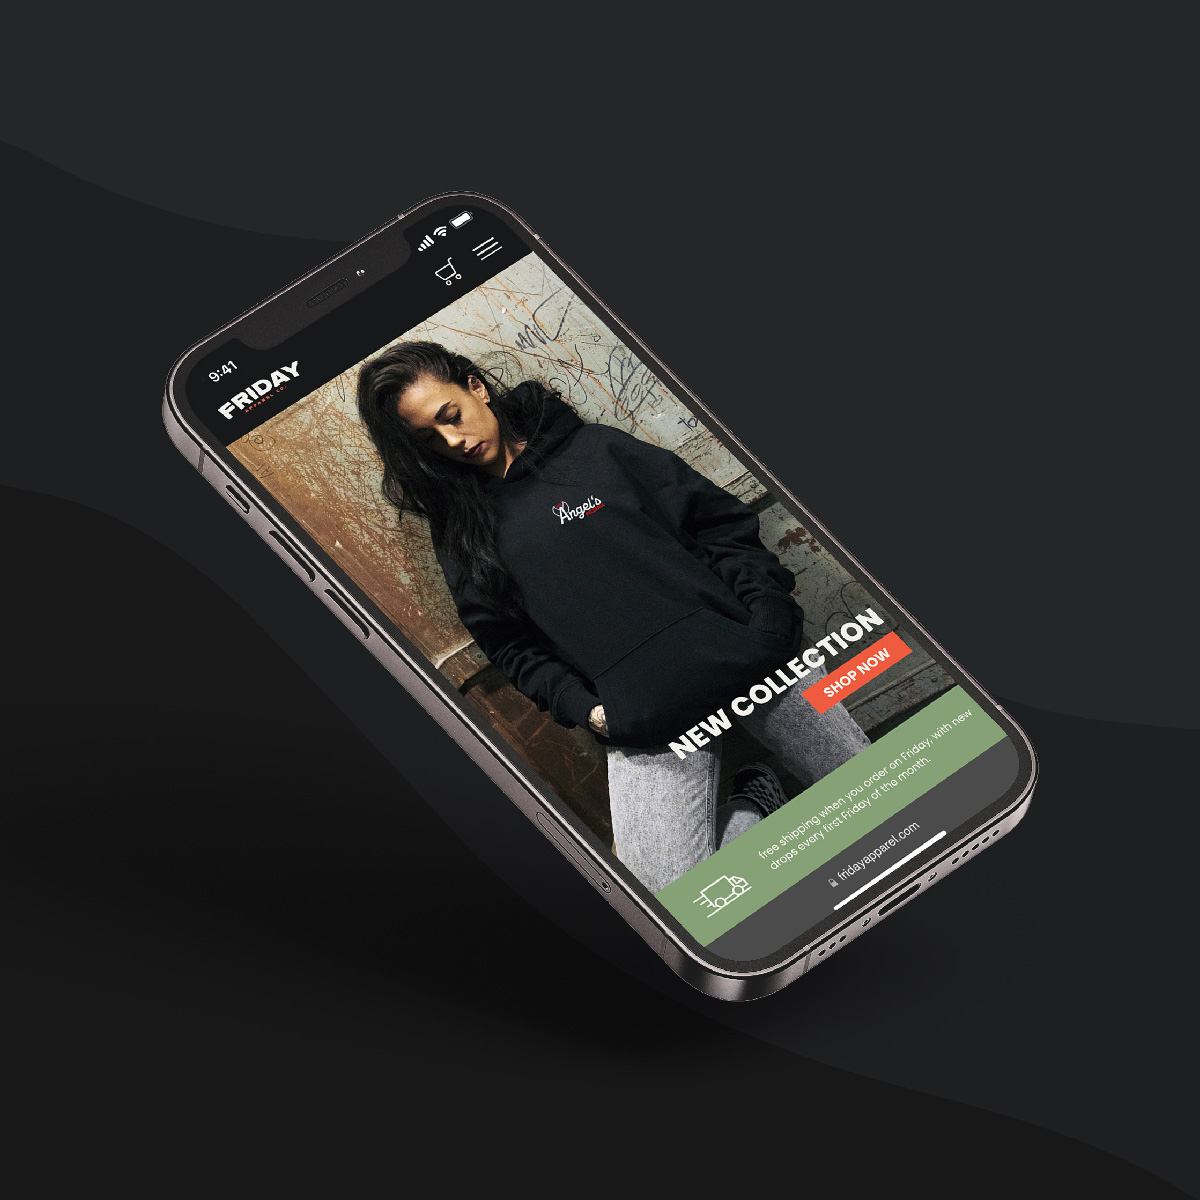 9:41
FRIDAY
APPAREL CO.
Angel's
NEW COLLECTION
SHOP NOW
free shipping when you order on Friday, with new
drops every first Friday of the month.
fridayapparel.com